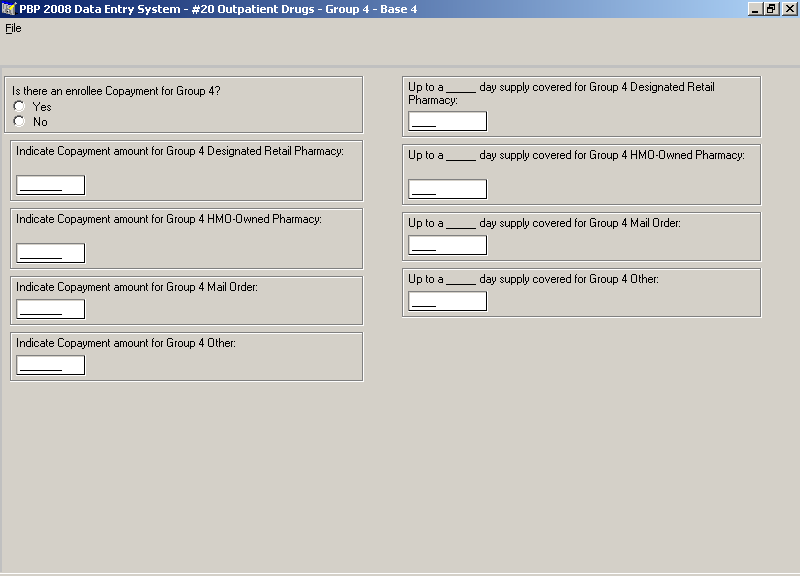 PBP 2008 Data Entry System - #20 Outpatient Drugs - Group 4 - Base 4
File
Is there an enrollee Copayment for Group 4?
Yes
No
Indicate Copayment amount for Group 4 Designated Retail Pharmacy:
Indicate Copayment amount for Group 4 HMO-Owned Pharmacy:
Indicate Copayment amount for Group 4 Mail Order:
Indicate Copayment amount for Group 4 Other:
Up to a _____ day supply covered for Group 4 Designated Retail
Pharmacy:
Up to a _____ day supply covered for Group 4 HMO-Owned Pharmacy:
Up to a _____ day supply covered for Group 4 Mail Order:
Up to a _____ day supply covered for Group 4 Other: